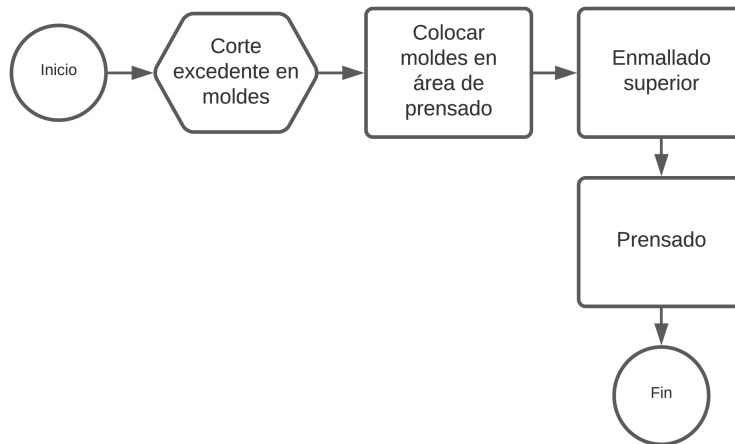 Inicio
Corte
excedente en
moldes
Colocar
moldes en
área de
prensado
Enmallado
superior
Prensado
Fin